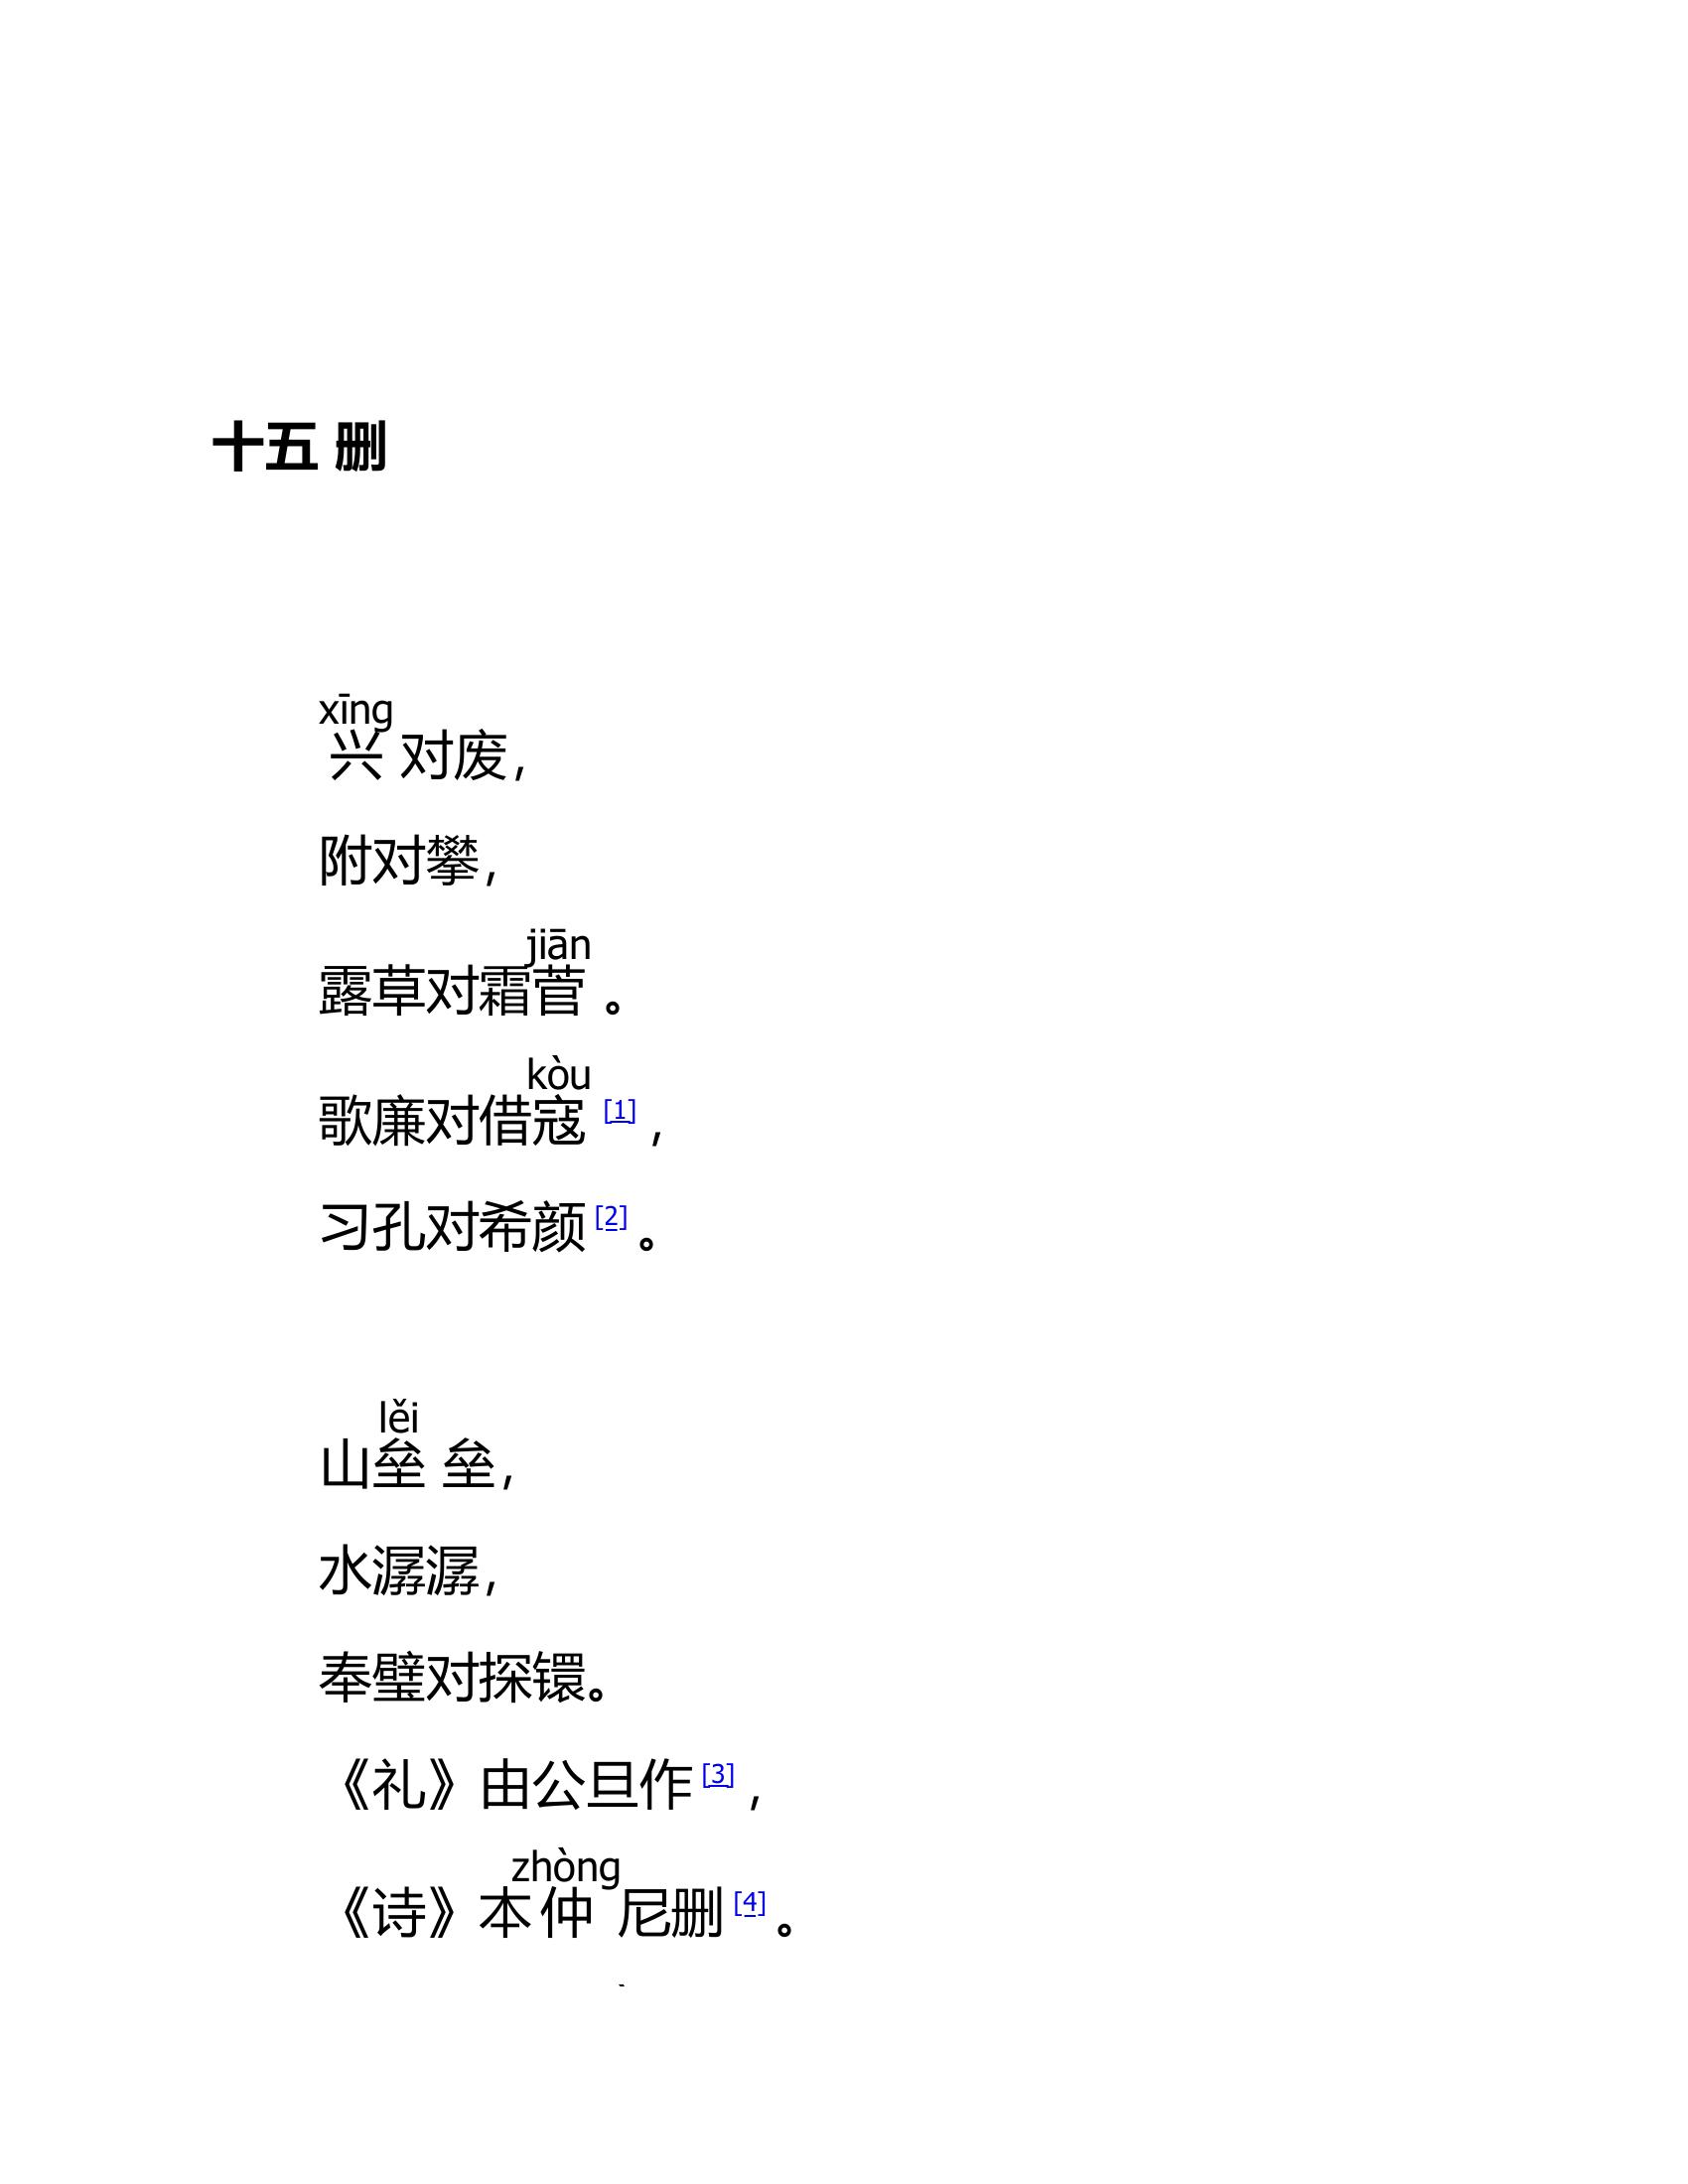 十五 删
xīng
兴 对废，
附对攀，
jiān
露草对霜菅 。
kòu
歌廉对借寇 [1] ，
习孔对希颜 [2] 。
lěi
山垒 垒，
水潺潺，
奉璧对探镮。
《礼》由公旦作 [3] ，
zhòng
《诗》本 仲 尼删 [4] 。